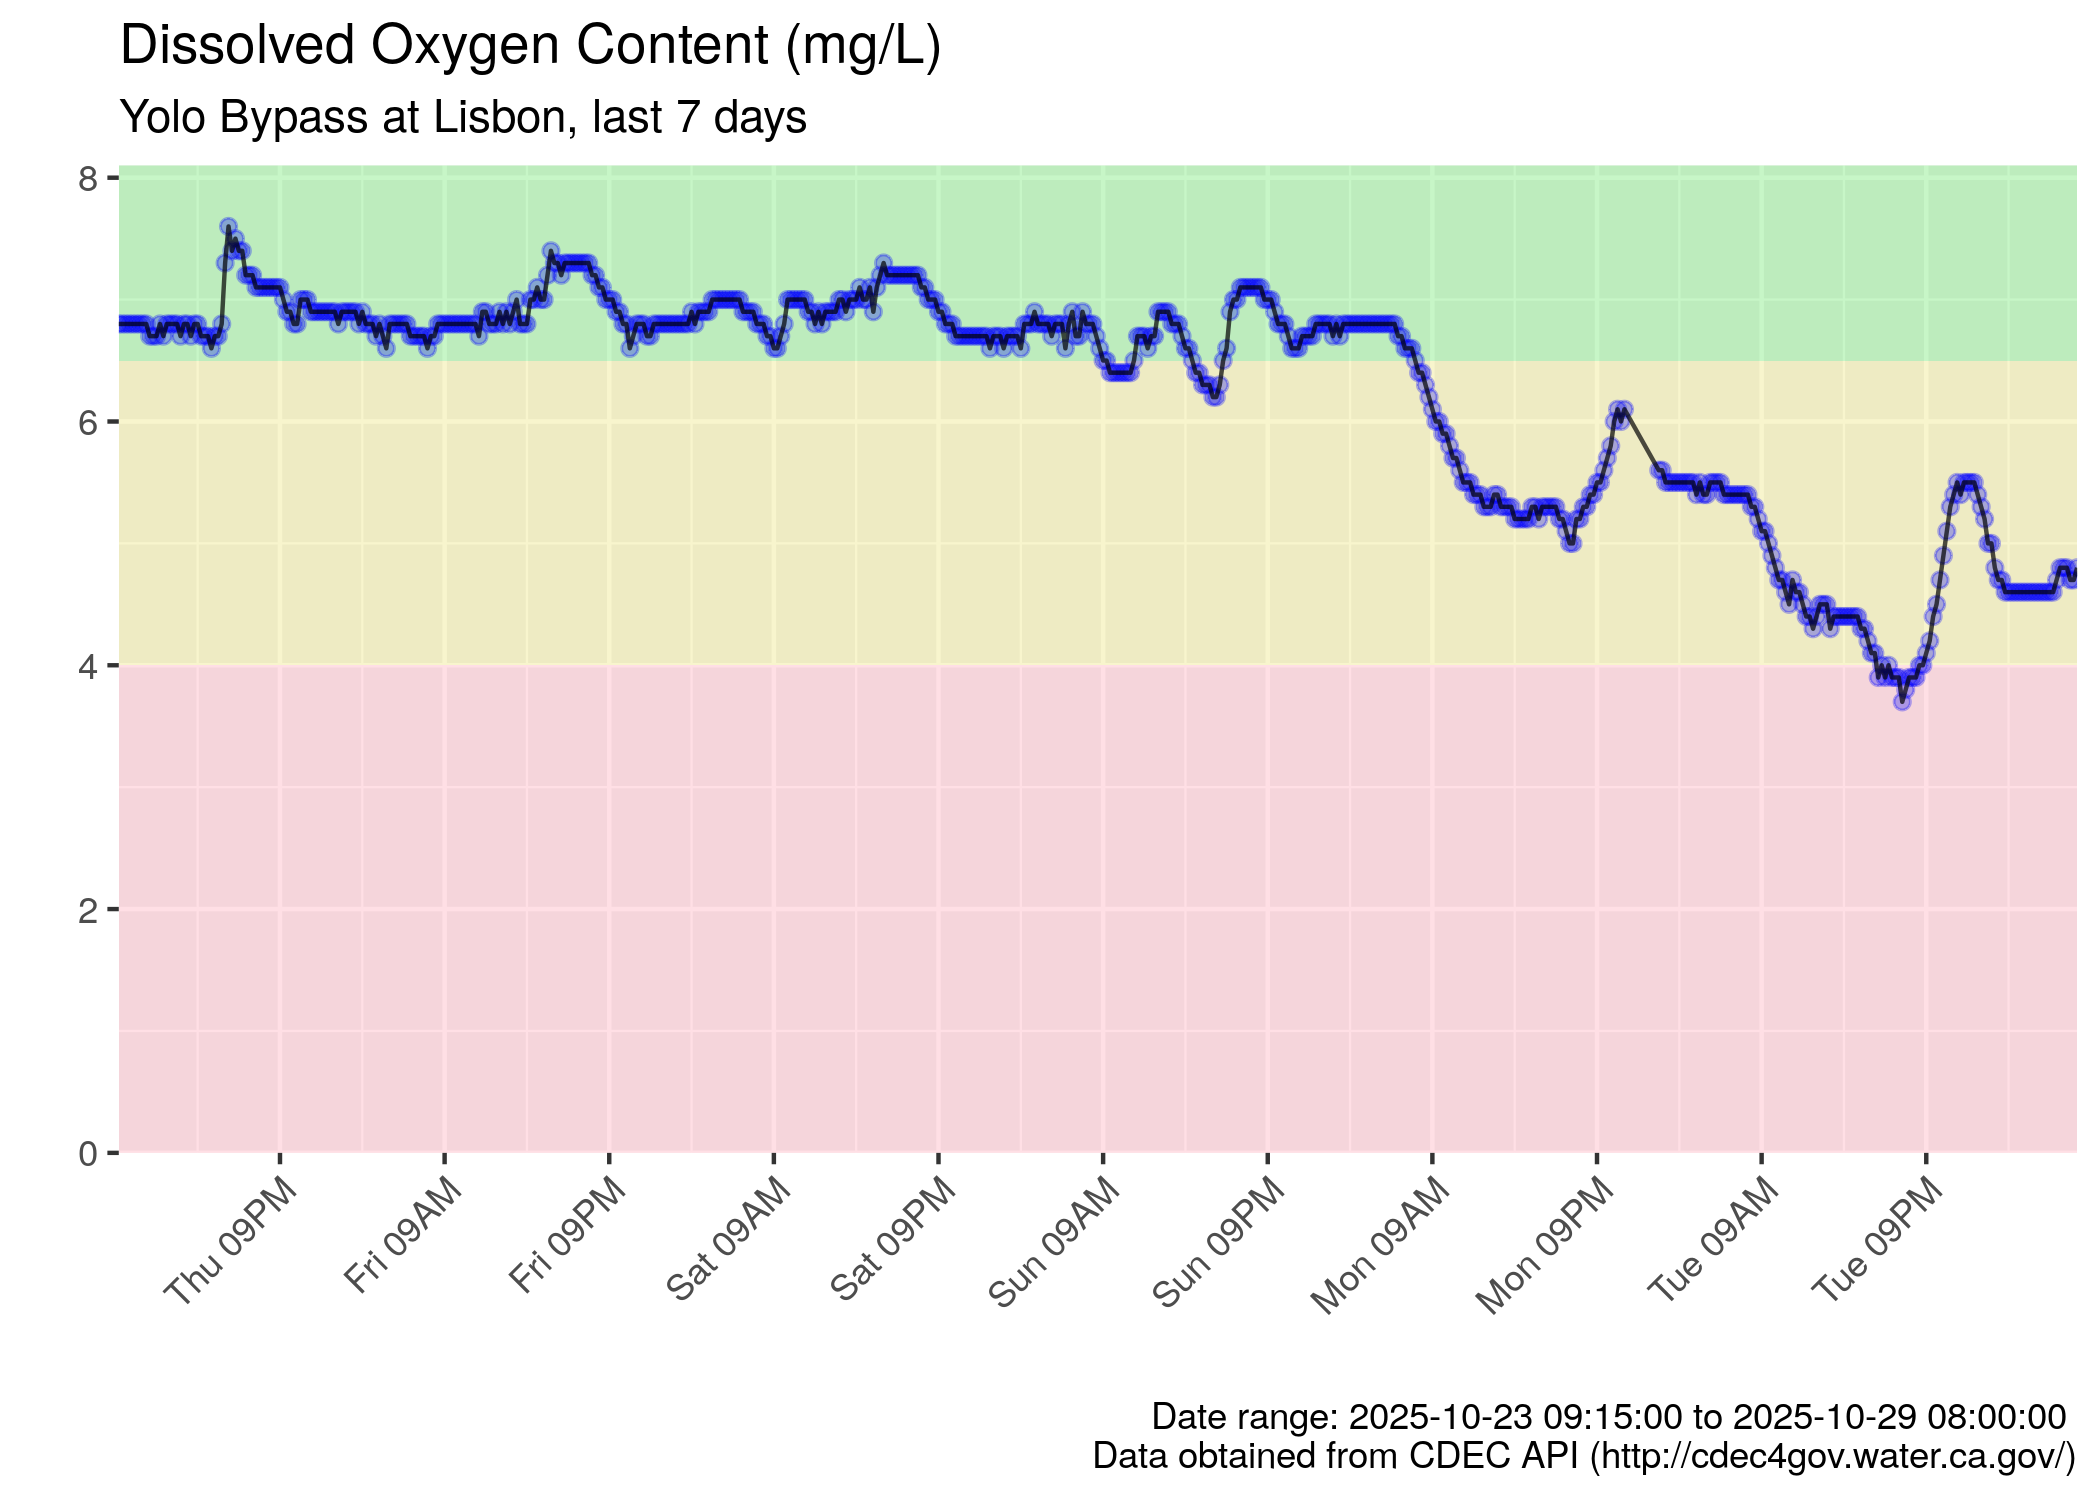 Dissolved Oxygen Content (mg/L)
Yolo Bypass at Lisbon, last 7 days
8
6
4
2
0
Thu 09PM
Fri 09AM
Fri 09PM
Sat 09AM
Sat 09PM
Sun 09AM
Sun 09PM
Mon 09AM
Mon 09PM
Tue 09AM
Tue 09PM
Date range: 2025-10-23 09:15:00 to 2025-10-29 08:00:00
Data obtained from CDEC API (http://cdec4gov.water.ca.gov/)